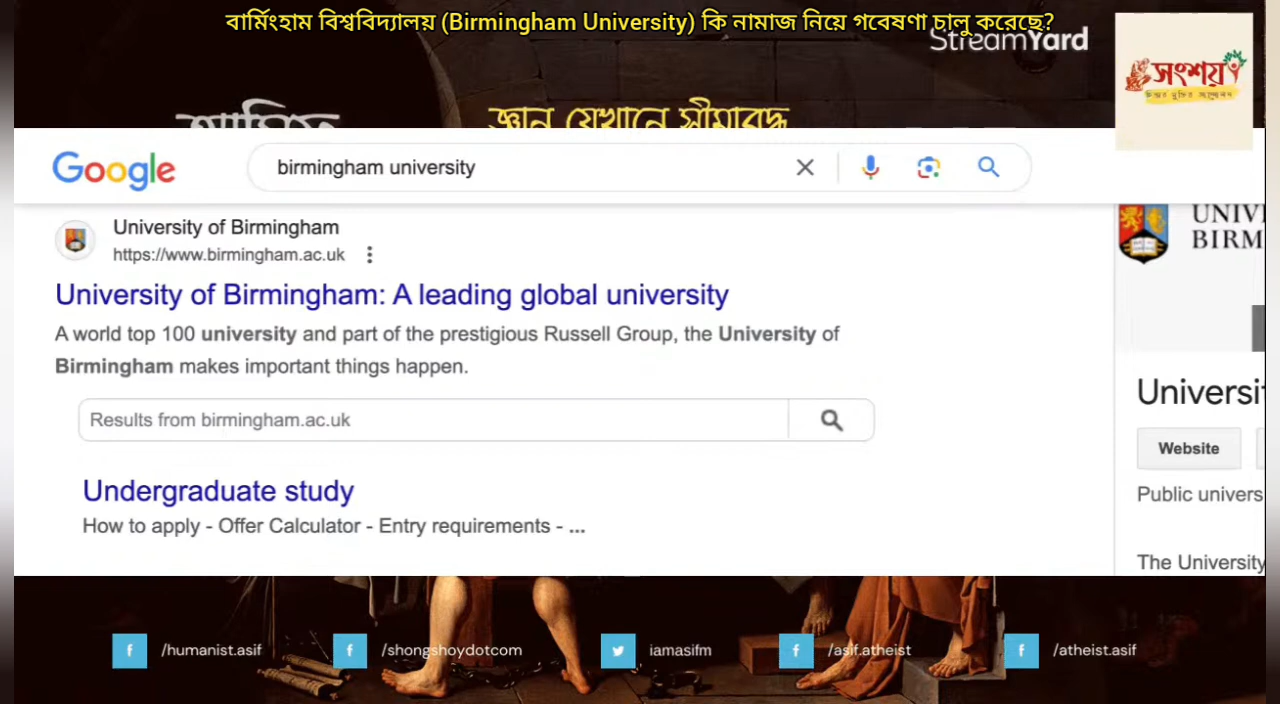 বার্মিংহাম বিশ্ববিদ্যালয় (Birmingham University) কি নামাজ নিয়ে গবেষণা চালু করেছে?
StreamYard
সংশয়
জ্ঞান যেখানে সীমাবদ্ধ
Google
birmingham university
University of Birmingham
https://www.birmingham.ac.uk
University of Birmingham: A leading global university
A world top 100 university and part of the prestigious Russell Group, the University of
Birmingham makes important things happen.
Results from birmingham.ac.uk
Undergraduate study
How to apply - Offer Calculator - Entry requirements - ...
UNIV
BIRM
Universit
Website
Public univers
The University
/humanist.asif
/shongshoydotcom
iamasifm
/asif.atheist
/atheist.asif